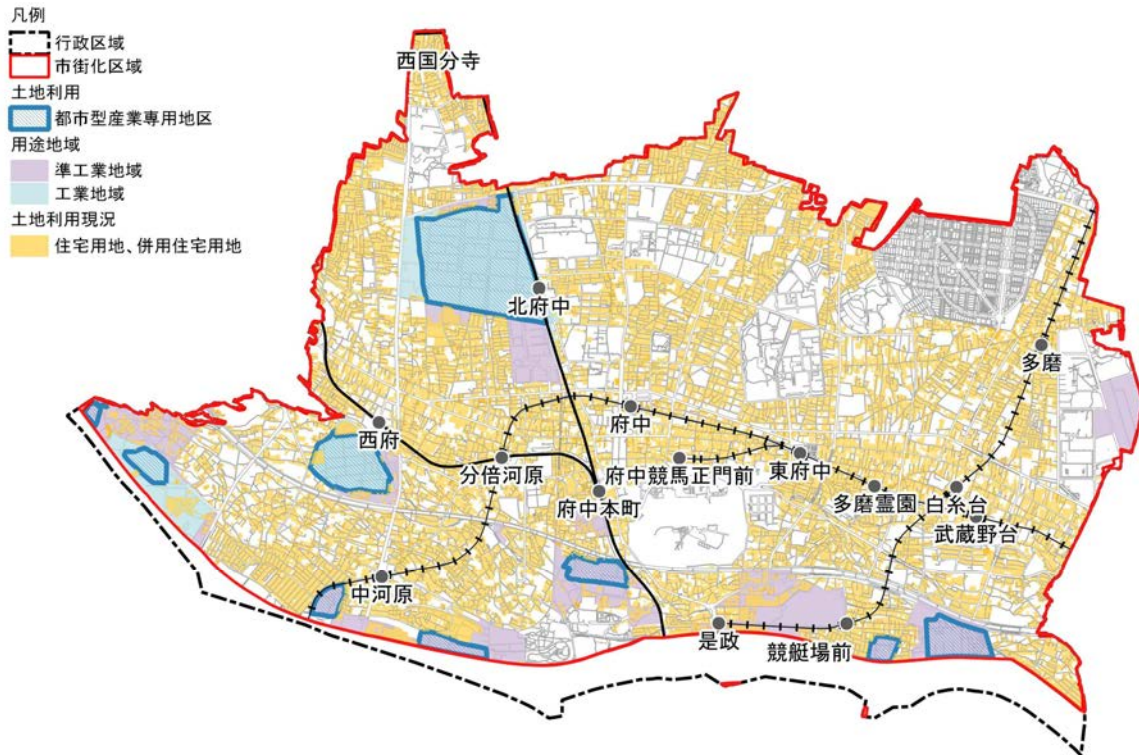 凡例
行政区域
市街化区域
土地利用
都市型産業専用地区
用途地域
準工業地域
工業地域
土地利用現況
住宅用地、併用住宅用地
西国分寺
北府中
多磨
府中
西府
分倍河原
府中競馬正門前
東府中
府中本町
多磨霊園
白糸台
武蔵野台
中河原
是政
競艇場前